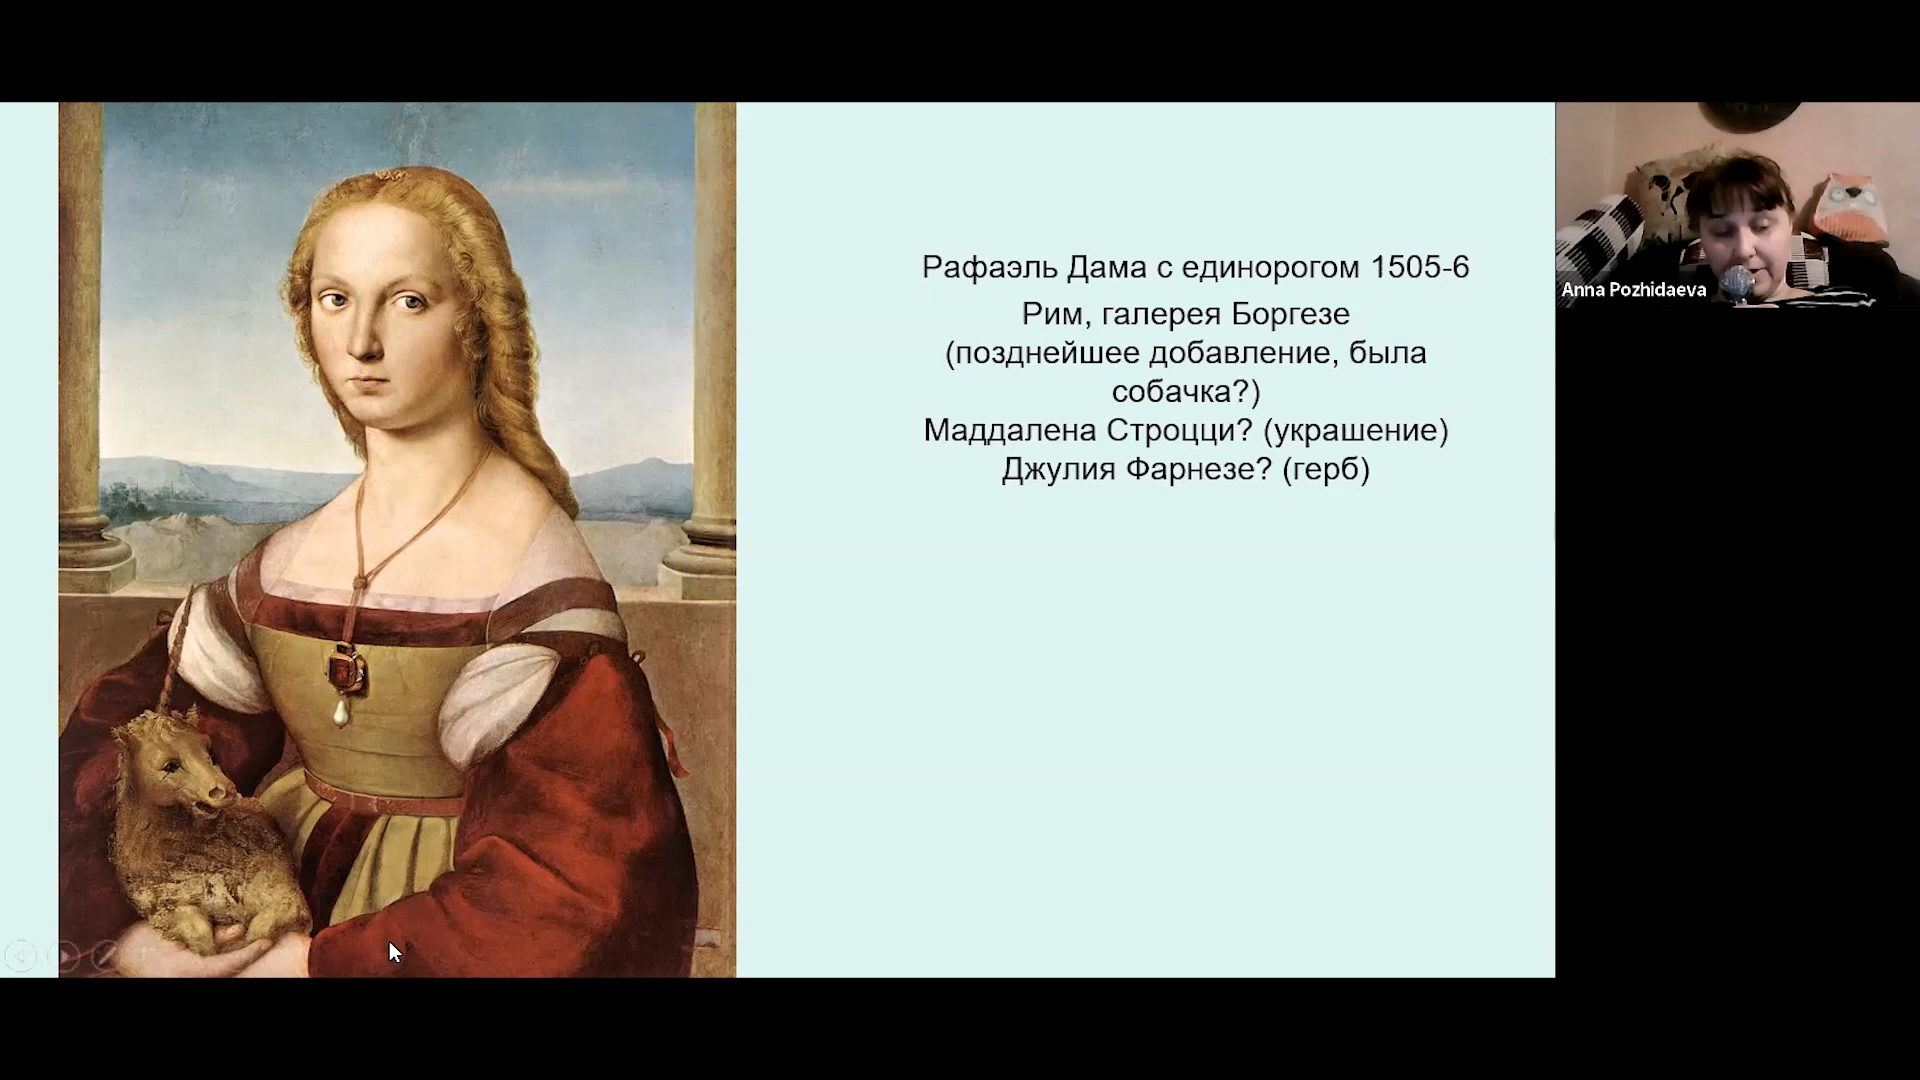 Рафаэль Дама с единорогом 1505-6
Рим, галерея Боргезе
(позднейшее добавление, была
собачка?)
Маддалена Строцци? (украшение)
Джулия Фарнезе? (герб)
Anna Pozhidaeva